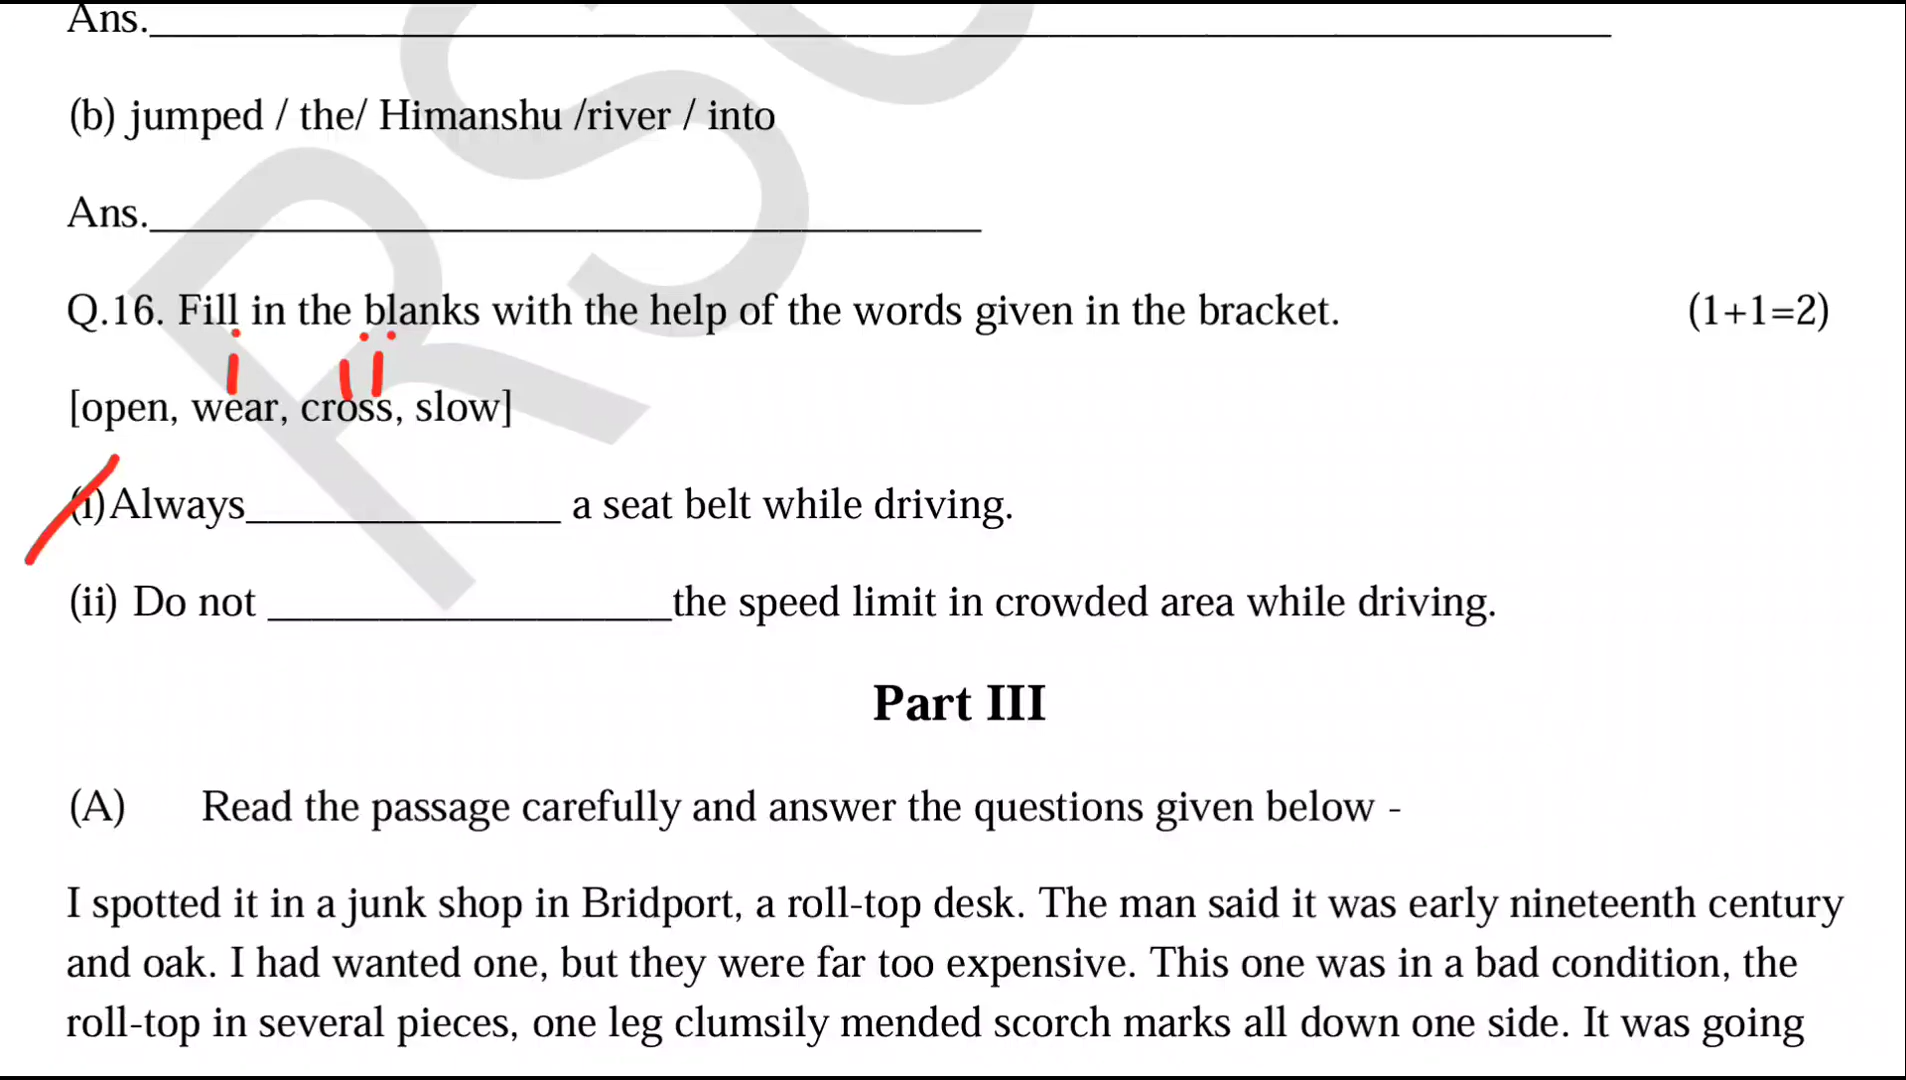 Ans.
(b) jumped / the/ Himanshu /river / into
Ans.
Q.16. Fill in the blanks with the help of the words given in the bracket. (1+1=2)
i ii
[open, wear, cross, slow]
(i)Always______________ a seat belt while driving.
(ii) Do not __________________the speed limit in crowded area while driving.
Part III
(A) Read the passage carefully and answer the questions given below -
I spotted it in a junk shop in Bridport, a roll-top desk. The man said it was early nineteenth century
and oak. I had wanted one, but they were far too expensive. This one was in a bad condition, the
roll-top in several pieces, one leg clumsily mended scorch marks all down one side. It was going